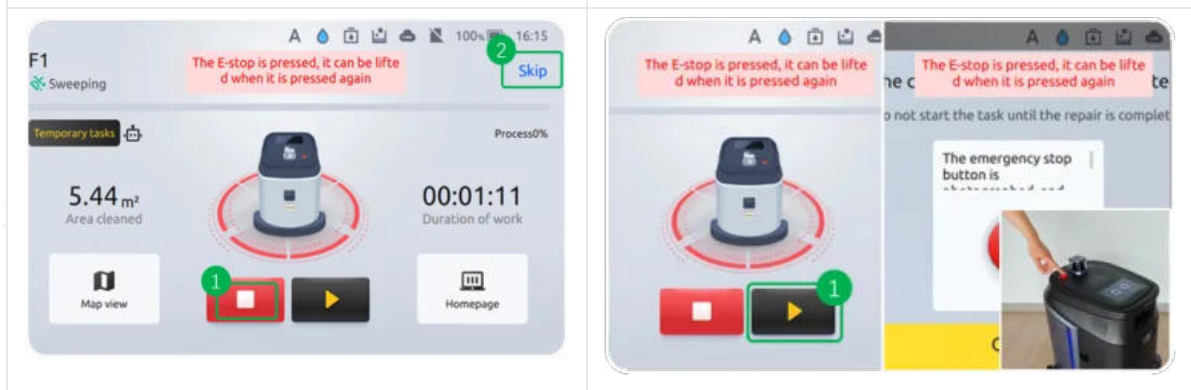 A 100% 16:15
2
F1
The E-stop is pressed, it can be lifte
d when it is pressed again
Skip
Sweeping
Temporary tasks
Process0%
5.44 m²
Area cleaned
00:01:11
Duration of work
1
Map view
Homepage
A
The E-stop is pressed, it can be lifte
d when it is pressed again
1
A
The E-stop is pressed, it can be lifte
d when it is pressed again
he c
te
o not start the task until the repair is complet
The emergency stop
button is